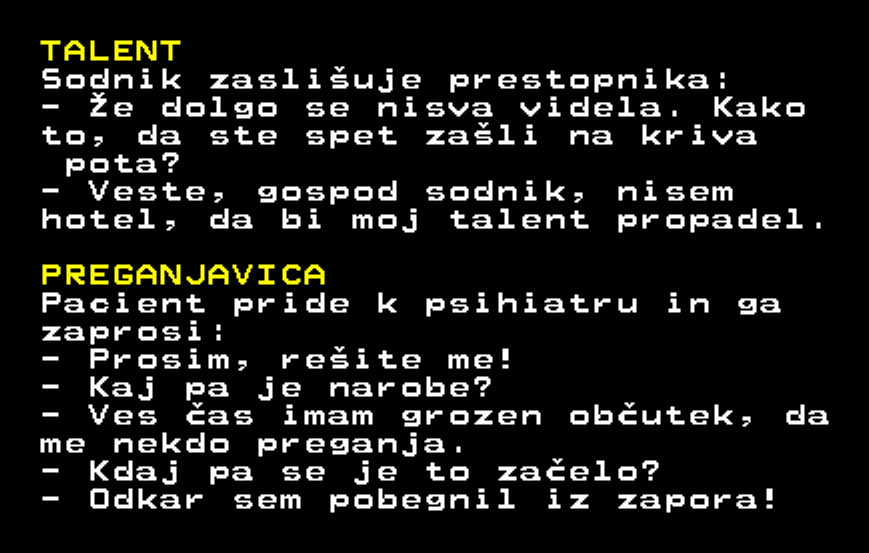 TALENT
Sodnik zaslišuje prestopnika:
- Že dolgo se nisva videla. Kako
to, da ste spet zašli na kriva
pota?
- Veste, gospod sodnik, nisem
hotel, da bi moj talent propadel.
PREGANJAVICA
Pacient pride k psihiatru in ga
zaprosi:
- Prosim, rešite me!
- Kaj pa je narobe?
- Ves čas imam grozen občutek, da
me nekdo preganja.
- Kdaj pa se je to začelo?
- Odkar sem pobegnil iz zapora!